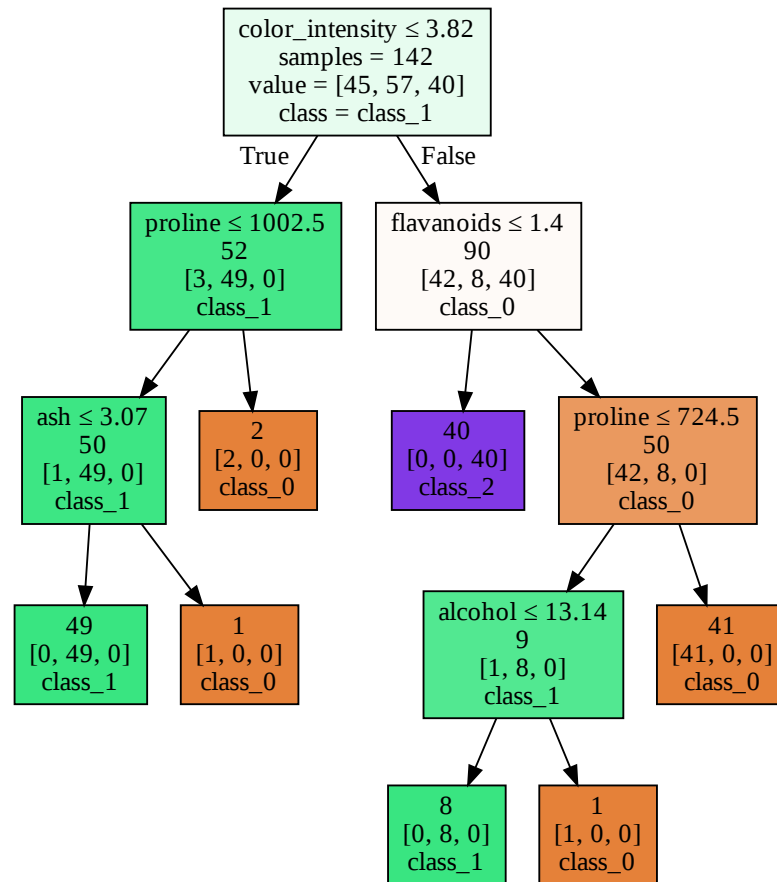 color_intensity ≤ 3.82
samples = 142
value = [45, 57, 40]
class = class_1
True
False
proline ≤ 1002.5
52
[3, 49, 0]
class_1
flavanoids ≤ 1.4
90
[42, 8, 40]
class_0
ash ≤ 3.07
50
[1, 49, 0]
class_1
2
[2, 0, 0]
class_0
40
[0, 0, 40]
class_2
proline ≤ 724.5
50
[42, 8, 0]
class_0
49
[0, 49, 0]
class_1
1
[1, 0, 0]
class_0
alcohol ≤ 13.14
9
[1, 8, 0]
class_1
41
[41, 0, 0]
class_0
8
[0, 8, 0]
class_1
1
[1, 0, 0]
class_0